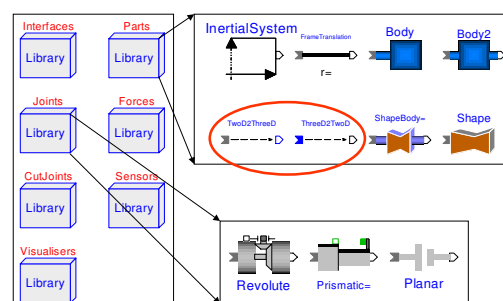 Interfaces Parts
Library Library
Joints Forces
Library Library
CutJoints Sensors
Library Library
Visualisers
Library
InertialSystem FrameTranslation Body Body2
r=
TwoD2ThreeD ThreeD2TwoD ShapeBody= Shape
Revolute Prismatic= Planar